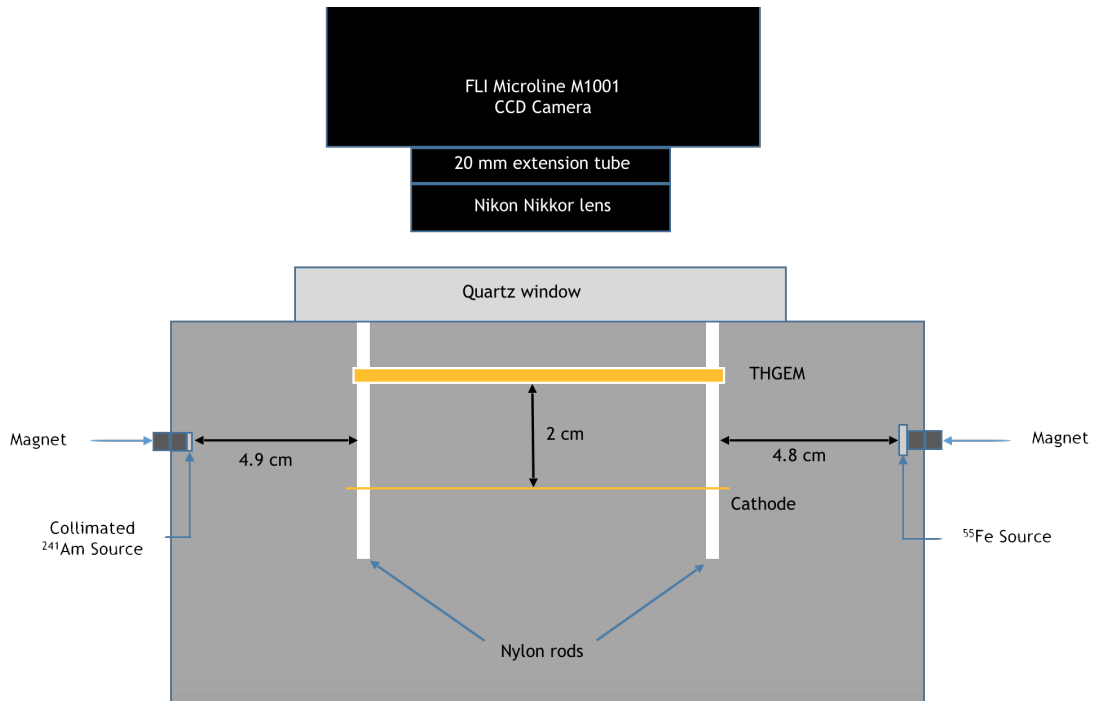 FLI Microline M1001
CCD Camera
20 mm extension tube
Nikon Nikkor lens
Quartz window
THGEM
Magnet
4.9 cm
2 cm
4.8 cm
Magnet
Cathode
Collimated
²⁴¹Am Source
⁵⁵Fe Source
Nylon rods